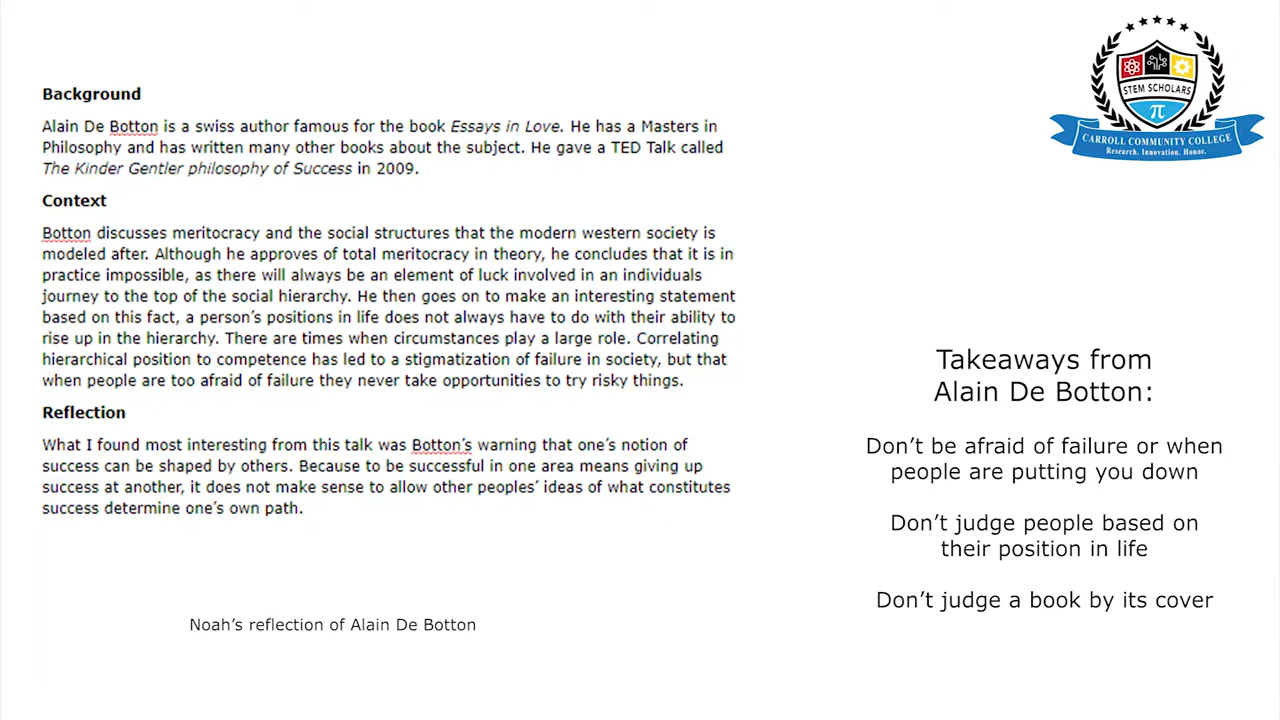 Background
Alain De Botton is a swiss author famous for the book Essays in Love. He has a Masters in
Philosophy and has written many other books about the subject. He gave a TED Talk called
The Kinder Gentler philosophy of Success in 2009.
Context
Botton discusses meritocracy and the social structures that the modern western society is
modeled after. Although he approves of total meritocracy in theory, he concludes that it is in
practice impossible, as there will always be an element of luck involved in an individuals
journey to the top of the social hierarchy. He then goes on to make an interesting statement
based on this fact, a person's positions in life does not always have to do with their ability to
rise up in the hierarchy. There are times when circumstances play a large role. Correlating
hierarchical position to competence has led to a stigmatization of failure in society, but that
when people are too afraid of failure they never take opportunities to try risky things.
Reflection
What I found most interesting from this talk was Botton's warning that one's notion of
success can be shaped by others. Because to be successful in one area means giving up
success at another, it does not make sense to allow other peoples' ideas of what constitutes
success determine one's own path.
Noah's reflection of Alain De Botton
STEM SCHOLARS
π
CARROLL COMMUNITY COLLEGE
Research. Innovation. Honor.
Takeaways from
Alain De Botton:
Don't be afraid of failure or when
people are putting you down
Don't judge people based on
their position in life
Don't judge a book by its cover